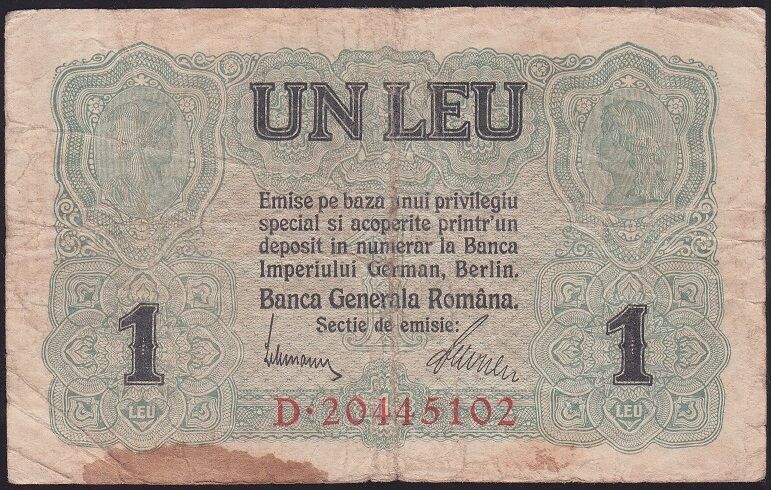 UN LEU
Emise pe baza unui privilegiu
special si acoperite printr'un
deposit in numerar la Banca
Imperiului German, Berlin.
Banca Generala Română.
Sectie de emisie:
1
1
LEU
LEU
D·20445102